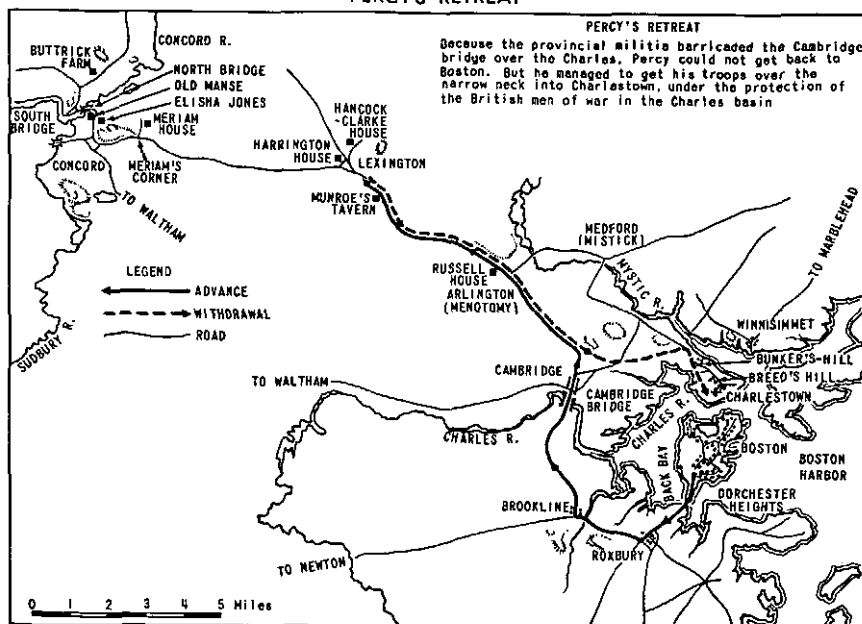 PERCY'S RETREAT
PERCY'S RETREAT
Because the provincial militia barricaded the Cambridge
bridge over the Charles, Percy could not get back to
Boston. But he managed to get his troops over the
narrow neck into Charlestown, under the protection of
the British men of war in the Charles basin
BUTTRICK
FARM
CONCORD R.
NORTH BRIDGE
OLD MANSE
ELISHA JONES
SOUTH
BRIDGE
MERIAM
HOUSE
HANCOCK
-CLARKE
HOUSE
HARRINGTON
HOUSE
LEXINGTON
CONCORD
MERIAM'S
CORNER
TO WALTHAM
MUNROE'S
TAVERN
MEDFORD
(MISTICK)
TO MARBLEHEAD
LEGEND
ADVANCE
WITHDRAWAL
ROAD
RUSSELL
HOUSE
ARLINGTON
(MENOTOMY)
MYSTIC R.
WINNISIMMET
SUDBURY R.
BUNKER'S-HILL
BREED'S HILL
CAMBRIDGE
TO WALTHAM
CAMBRIDGE
BRIDGE
CHARLESTOWN
CHARLES R.
CHARLES R.
BACK BAY
BOSTON
BOSTON
HARBOR
BROOKLINE
DORCHESTER
HEIGHTS
ROXBURY
TO NEWTON
0 1 2 3 4 5 Miles